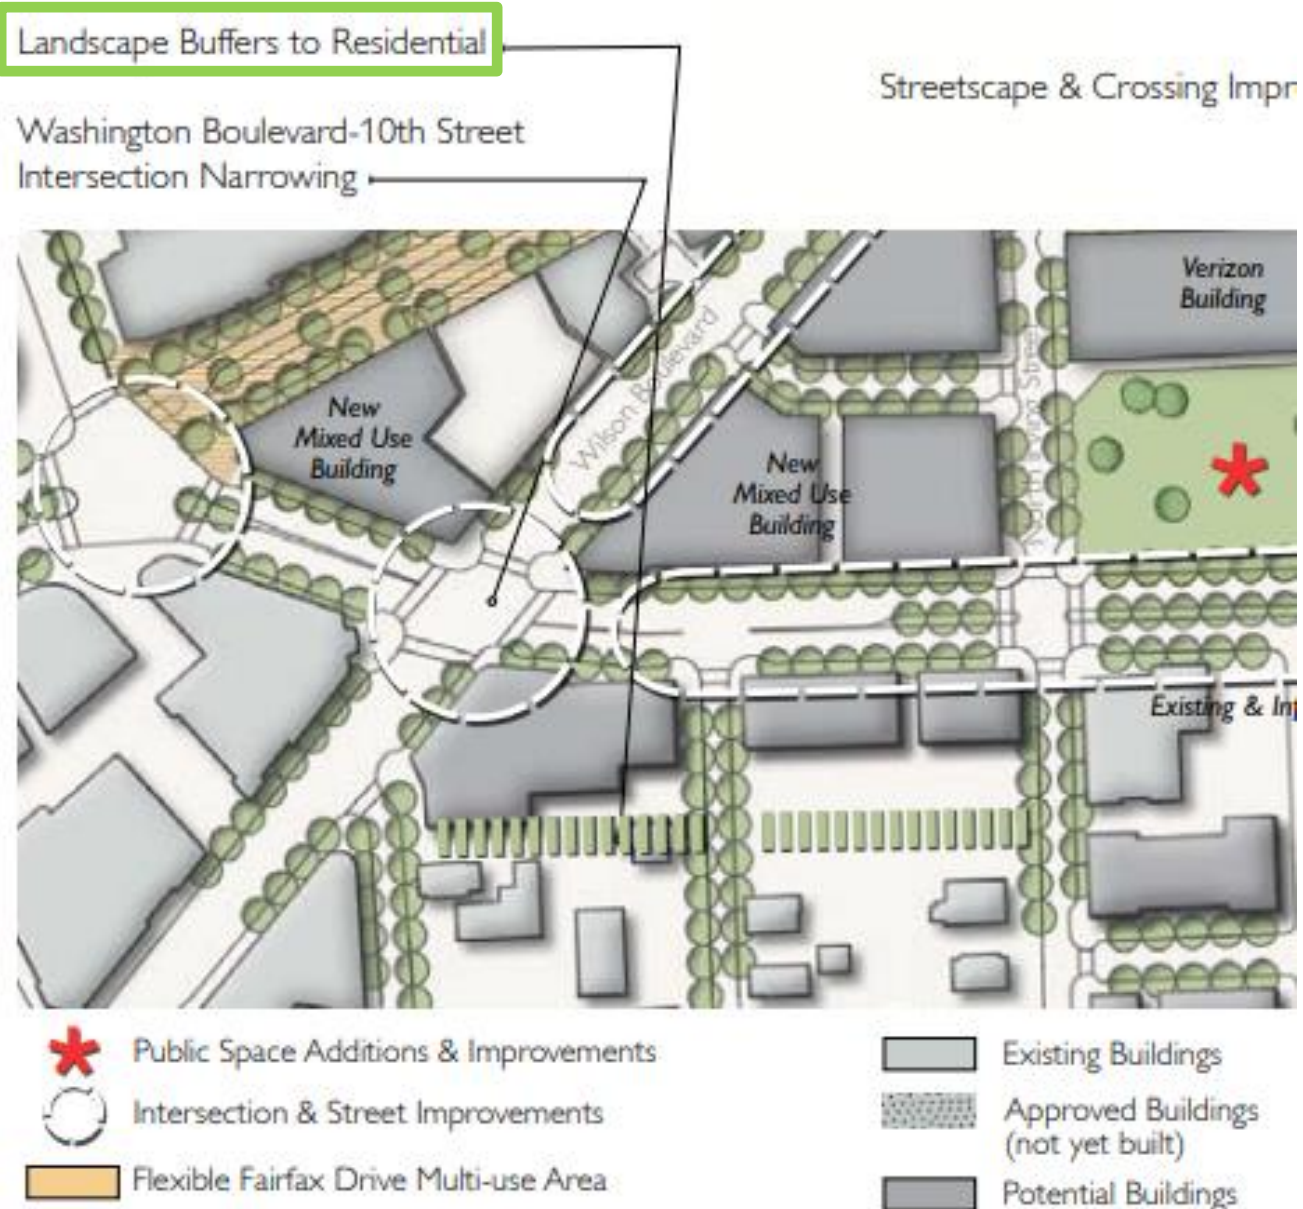 Landscape Buffers to Residential
Streetscape & Crossing Impr
Washington Boulevard-10th Street
Intersection Narrowing
Verizon
Building
Wilson Boulevard
New
Mixed Use
Building
New
Mixed Use
Building
Street
Existing &
Public Space Additions & Improvements
Intersection & Street Improvements
Flexible Fairfax Drive Multi-use Area
Existing Buildings
Approved Buildings
(not yet built)
Potential Buildings